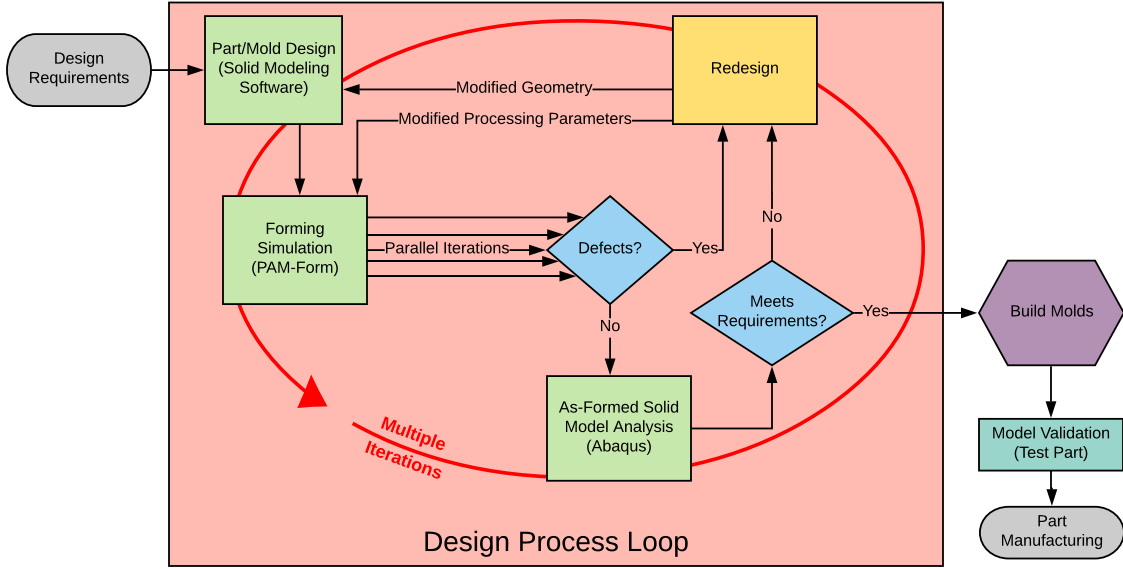 Design
Requirements
Part/Mold Design
(Solid Modeling
Software)
Redesign
Modified Geometry
Modified Processing Parameters
Forming
Simulation
(PAM-Form)
Parallel Iterations
Defects?
Yes
No
No
As-Formed Solid
Model Analysis
(Abaqus)
Meets
Requirements?
Yes
Build Molds
Model Validation
(Test Part)
Part
Manufacturing
Multiple
Iterations
Design Process Loop